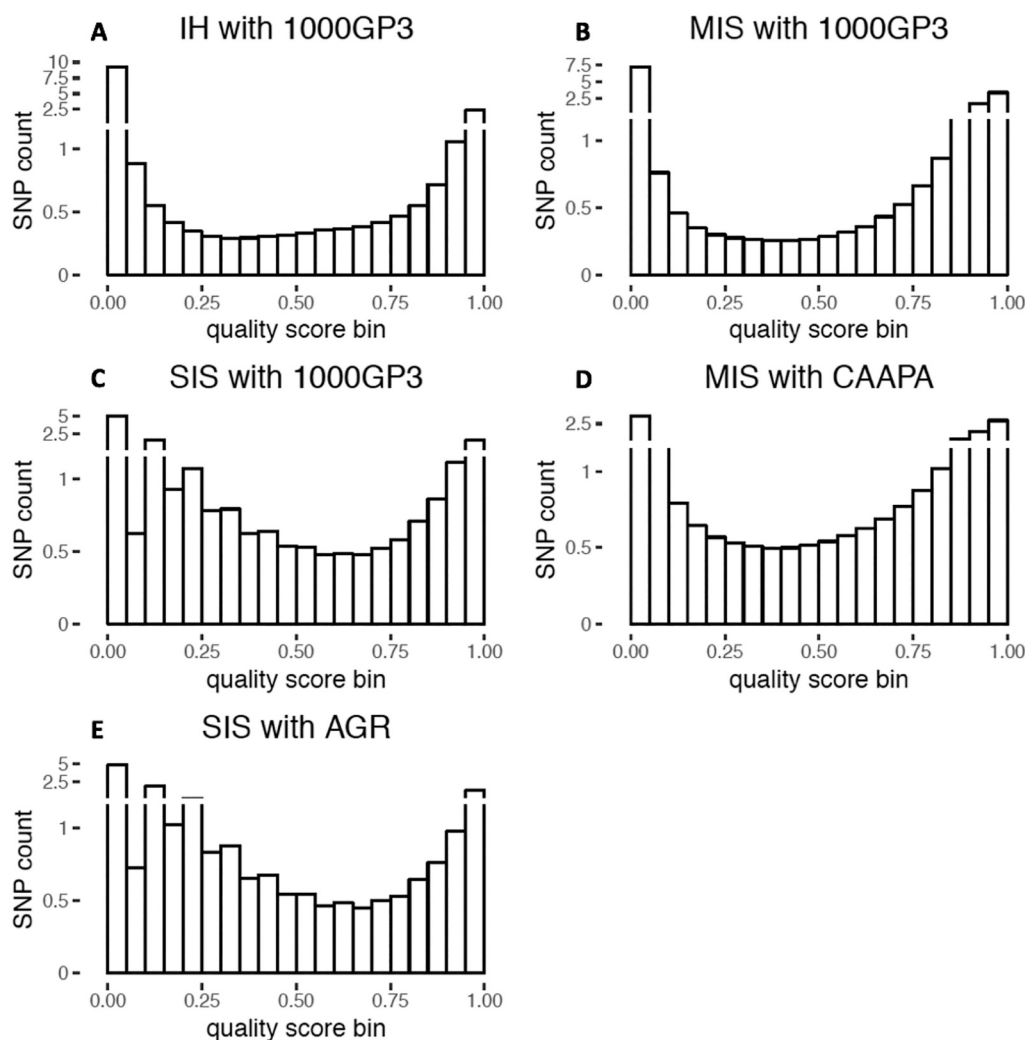 A IH with 1000GP3
10
7.5
5
2.5
1
0.5
0
SNP count
0.00 0.25 0.50 0.75 1.00
quality score bin
B MIS with 1000GP3
7.5
5
2.5
1
0.5
0
SNP count
0.00 0.25 0.50 0.75 1.00
quality score bin
C SIS with 1000GP3
5
2.5
1
0.5
0
SNP count
0.00 0.25 0.50 0.75 1.00
quality score bin
D MIS with CAAPA
2.5
1
0.5
0
SNP count
0.00 0.25 0.50 0.75 1.00
quality score bin
E SIS with AGR
5
2.5
1
0.5
0
SNP count
0.00 0.25 0.50 0.75 1.00
quality score bin